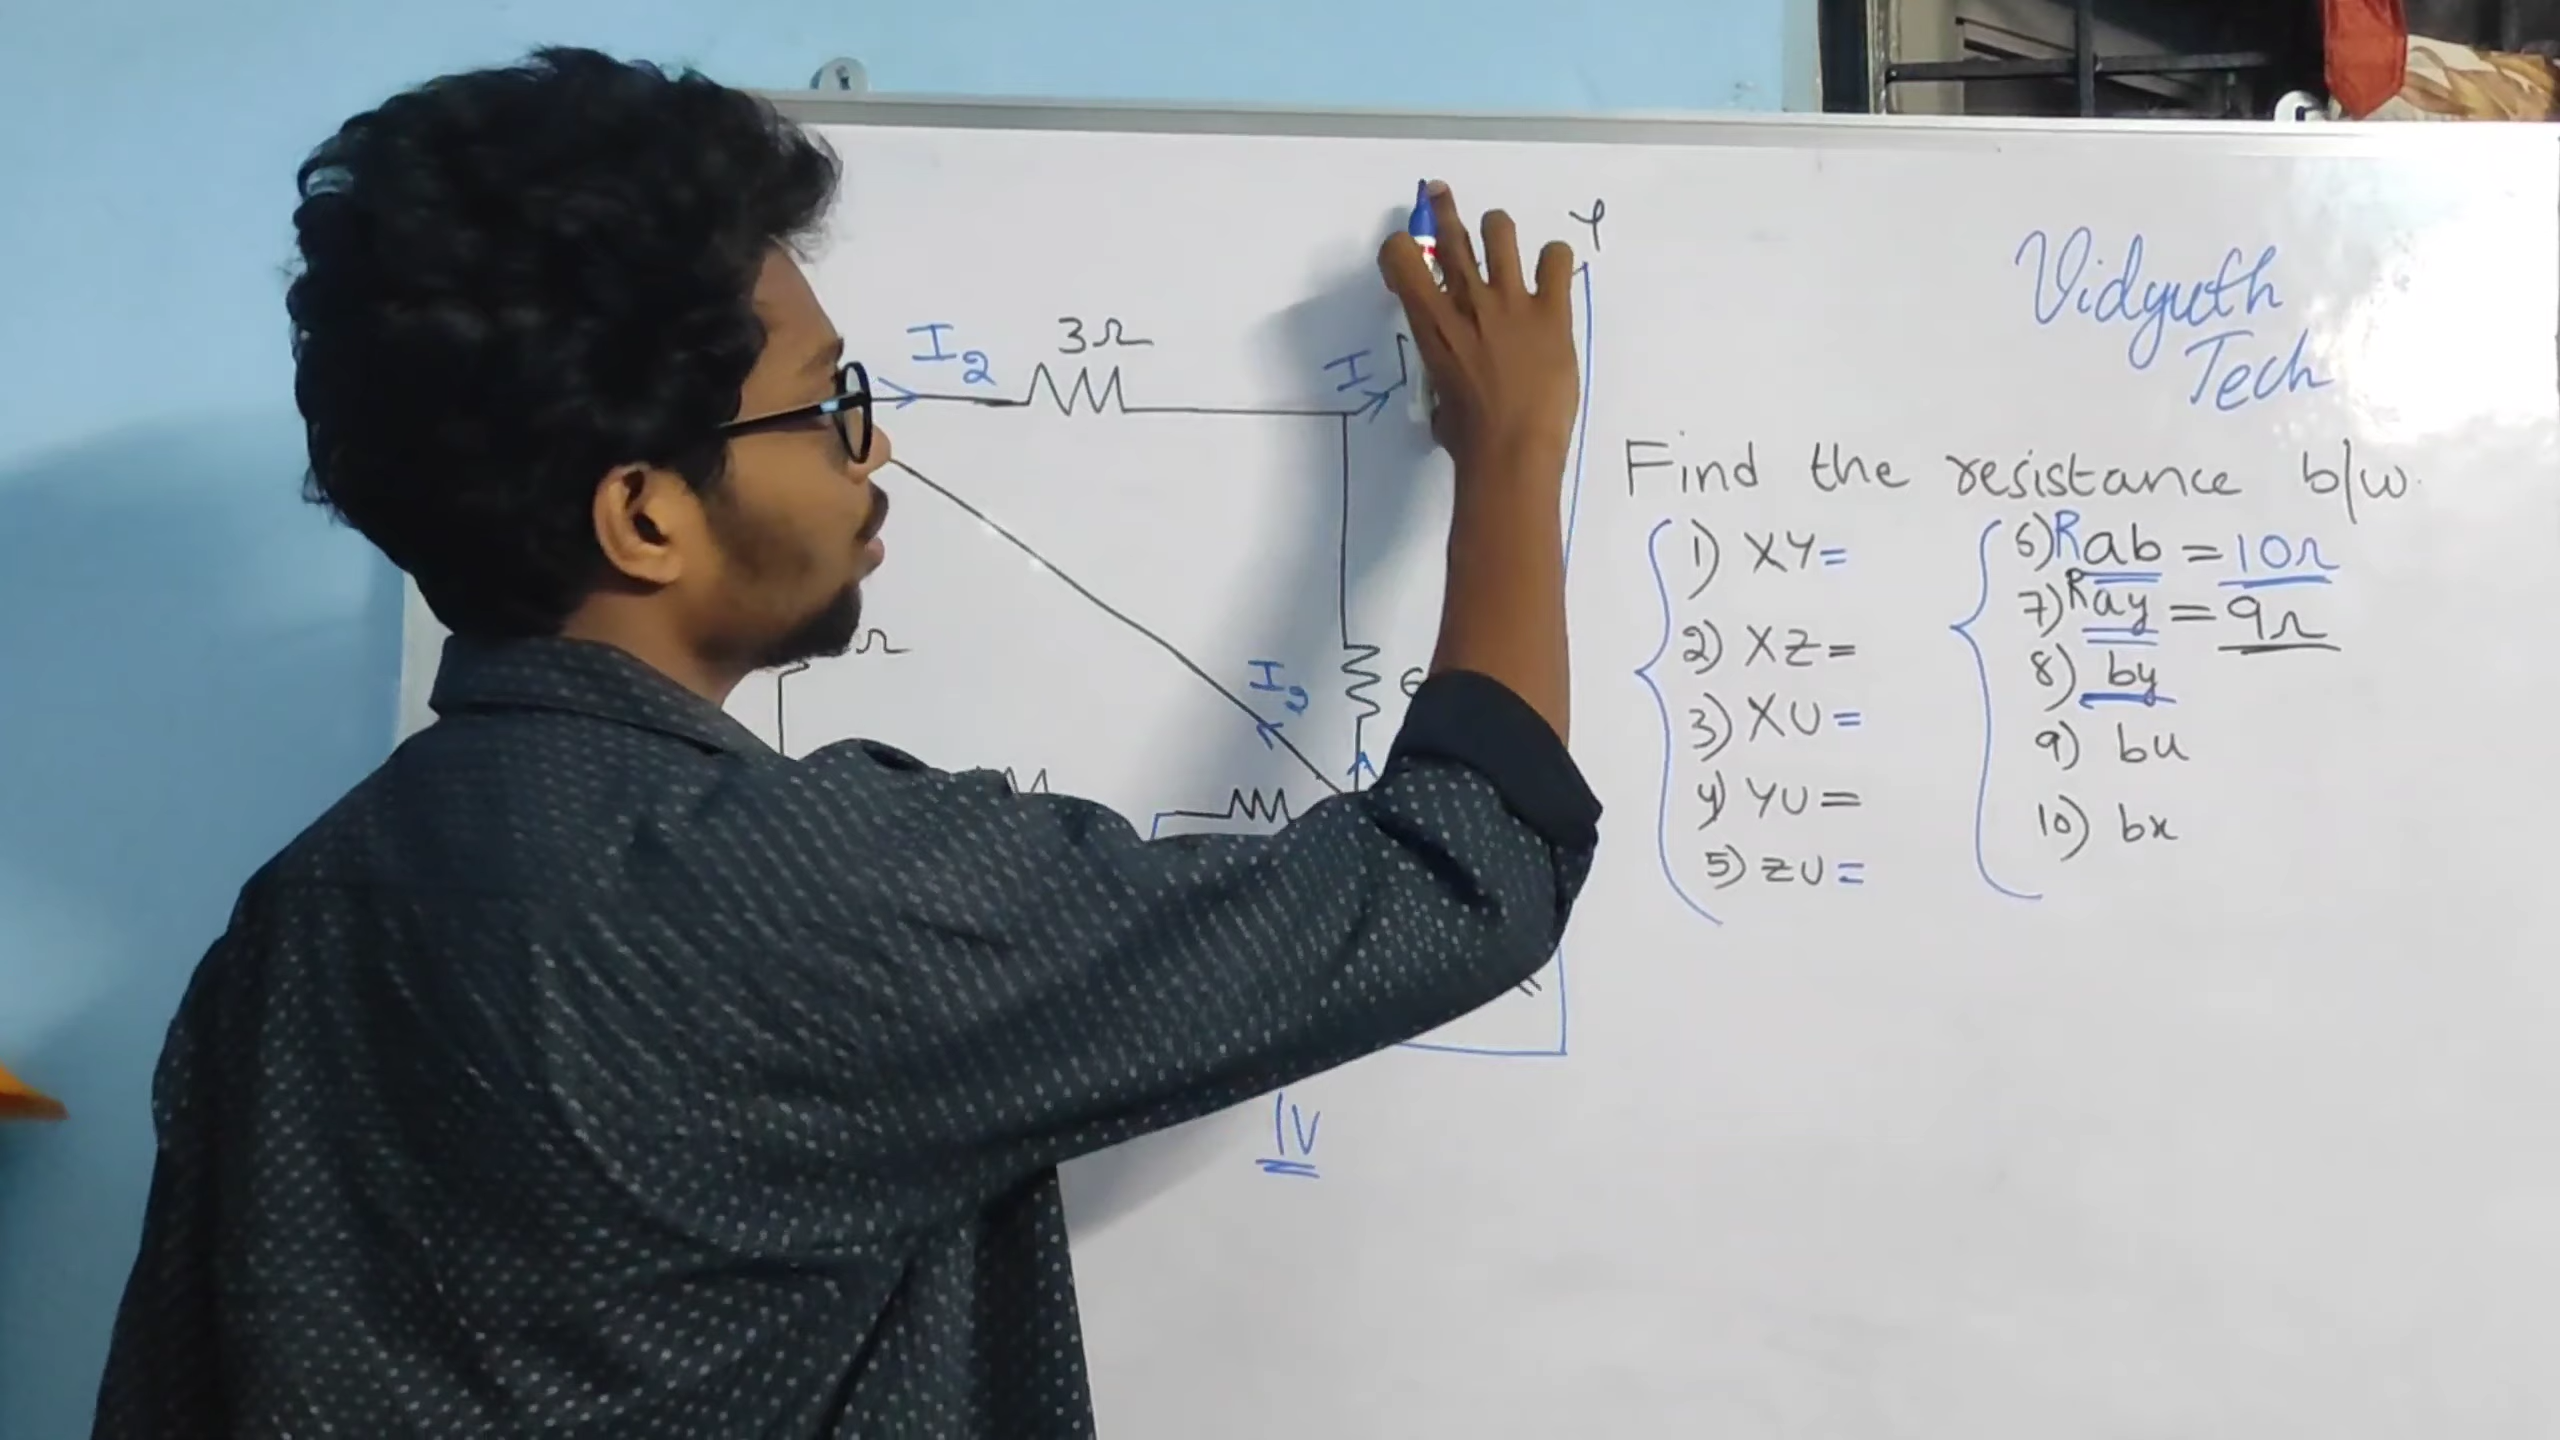 Y
Vidyuth
Tech
I2
3Ω
I
Find the resistance b/w.
1) XY=
2) XZ=
3) XU=
4) YU=
5) ZU=
6) Rab = 10Ω
7) Ray = 9Ω
8) by
9) bu
10) bx
Ω
I3
6
1V